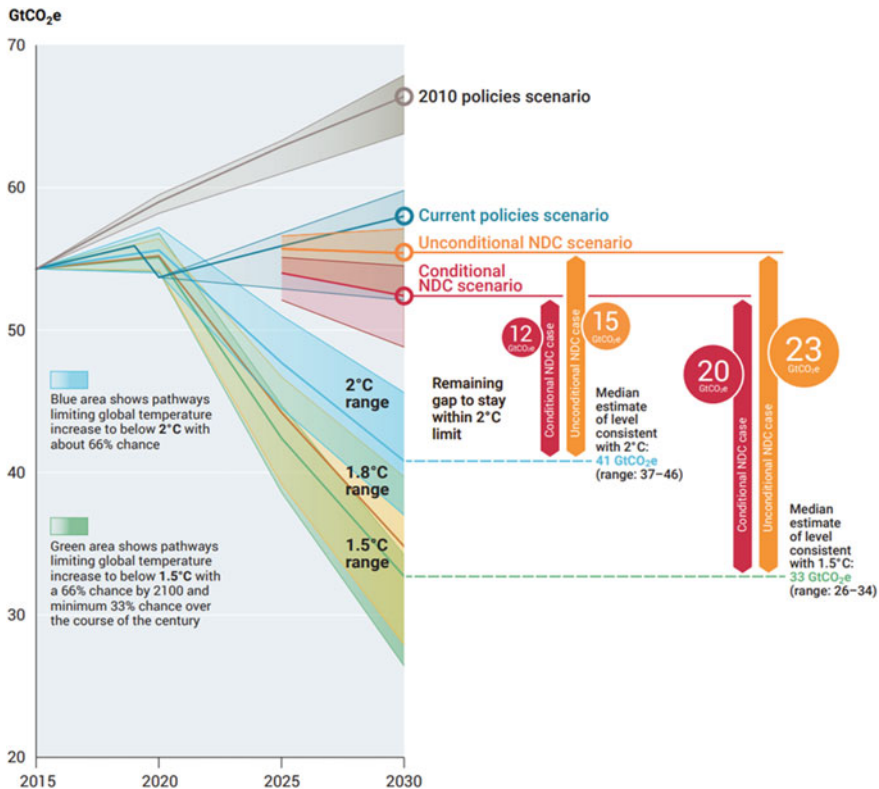 GtCO₂e
70
60
50
40
30
20
2015
2020
2025
2030
2010 policies scenario
Current policies scenario
Unconditional NDC scenario
Conditional
NDC scenario
2°C
range
1.8°C
range
1.5°C
range
Blue area shows pathways
limiting global temperature
increase to below 2°C with
about 66% chance
Green area shows pathways
limiting global temperature
increase to below 1.5°C with
a 66% chance by 2100 and
minimum 33% chance over
the course of the century
Remaining
gap to stay
within 2°C
limit
12
GtCO₂e
Conditional NDC case
Unconditional NDC case
15
GtCO₂e
Median
estimate
of level
consistent
with 2°C:
41 GtCO₂e
(range: 37–46)
20
GtCO₂e
Conditional NDC case
Unconditional NDC case
23
GtCO₂e
Median
estimate
of level
consistent
with 1.5°C:
33 GtCO₂e
(range: 26–34)